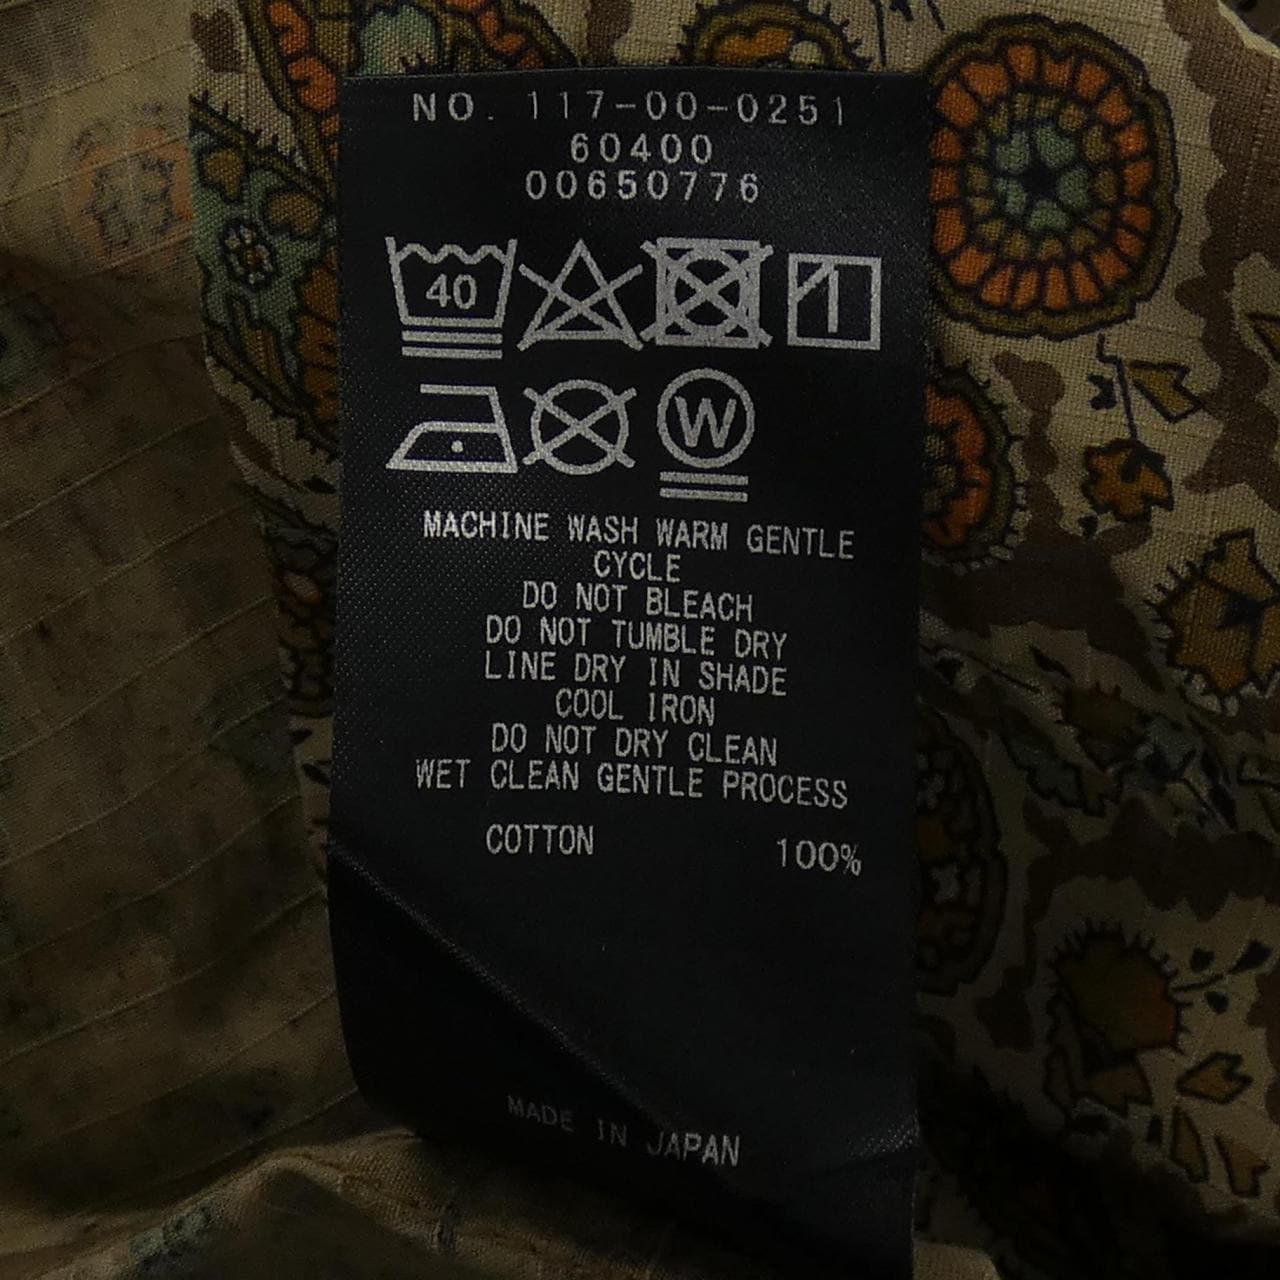 NO. 117-00-0251
60400
00650776
40
W
MACHINE WASH WARM GENTLE
CYCLE
DO NOT BLEACH
DO NOT TUMBLE DRY
LINE DRY IN SHADE
COOL IRON
DO NOT DRY CLEAN
WET CLEAN GENTLE PROCESS
COTTON 100%
MADE IN JAPAN